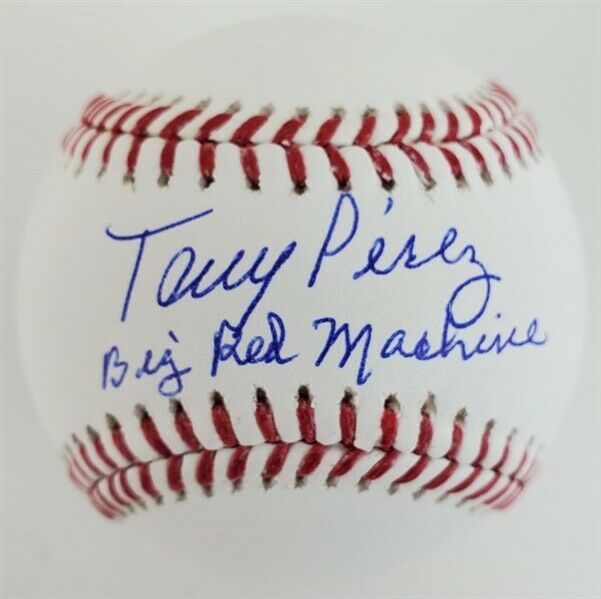 Tony Pérez
Big Red Machine